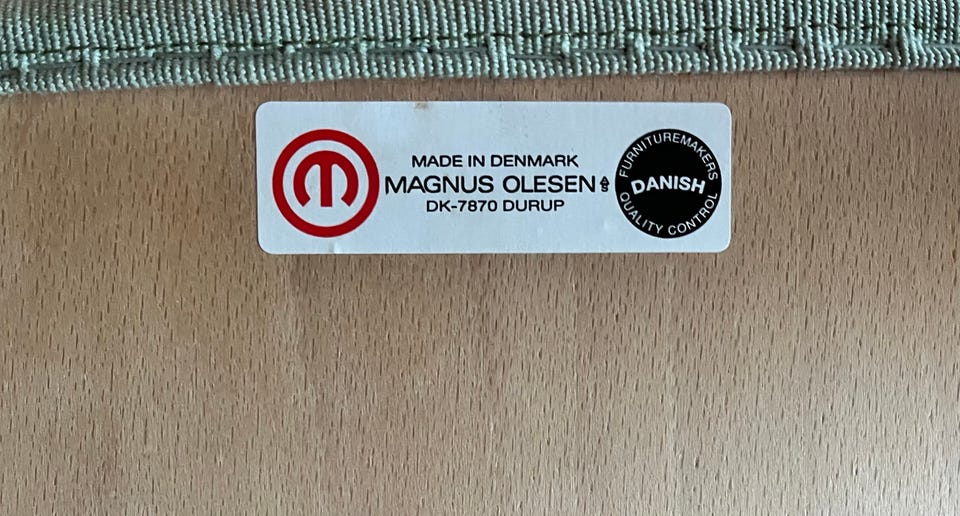 MADE IN DENMARK
MAGNUS OLESEN
DK-7870 DURUP
FURNITUREMAKERS
DANISH
QUALITY CONTROL